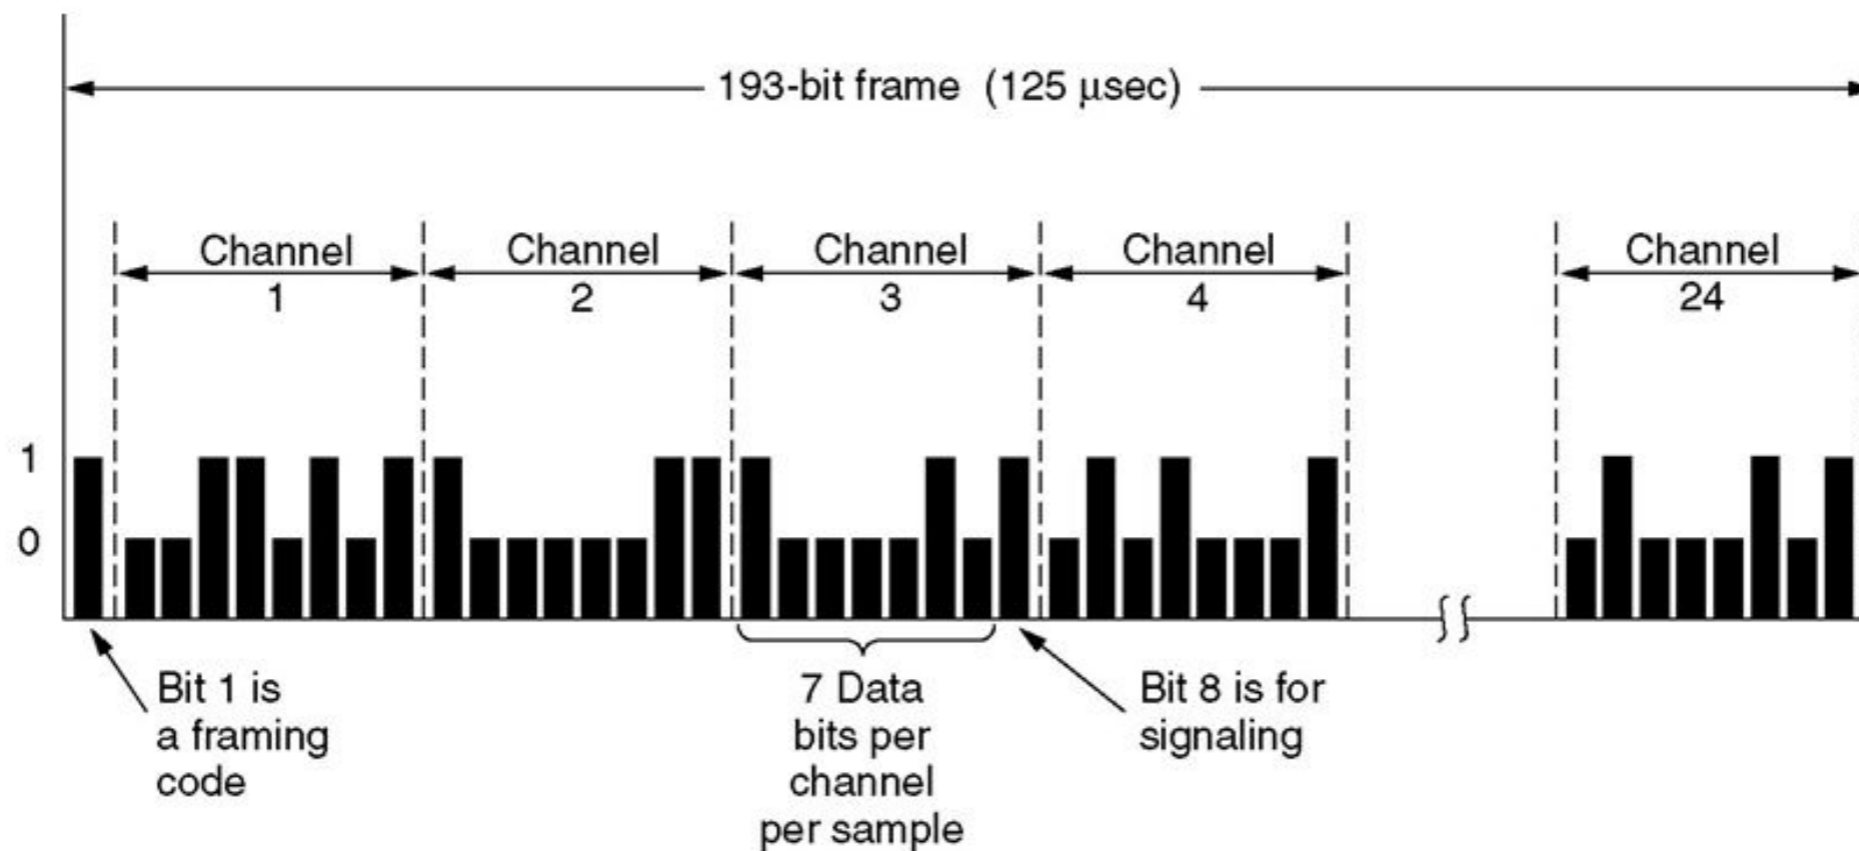 193-bit frame (125 μsec)
Channel
1
Channel
2
Channel
3
Channel
4
Channel
24
1
0
Bit 1 is
a framing
code
7 Data
bits per
channel
per sample
Bit 8 is for
signaling